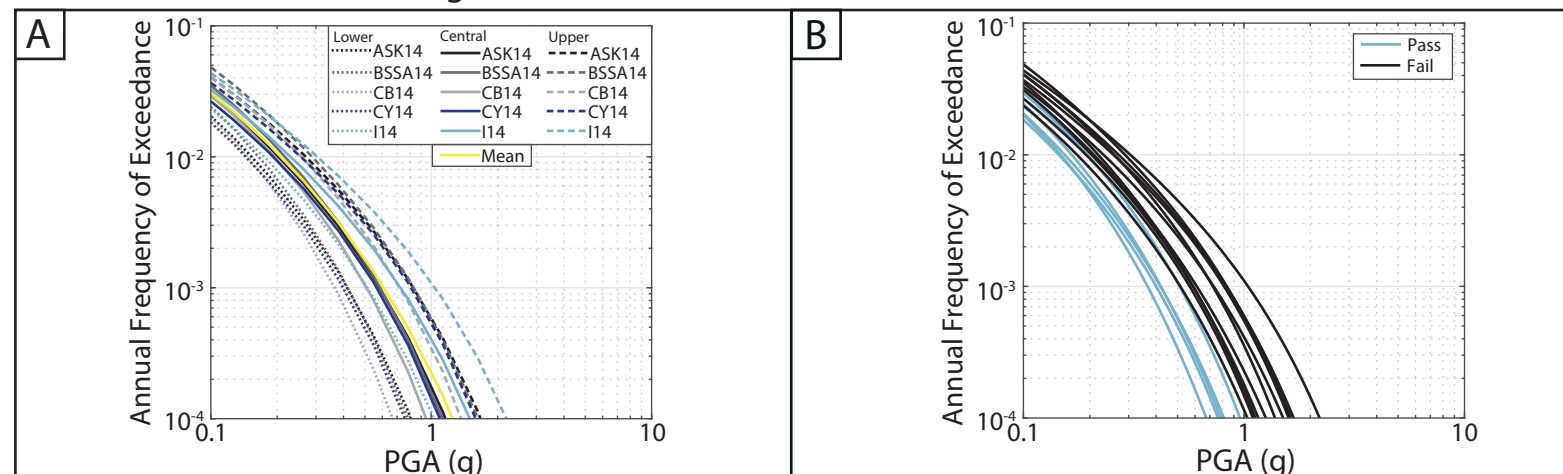 A
Annual Frequency of Exceedance
10-1
10-2
10-3
10-4
0.1
1
10
PGA (g)
Lower Central Upper
ASK14 ASK14 ASK14
BSSA14 BSSA14 BSSA14
CB14 CB14 CB14
CY14 CY14 CY14
I14 I14 I14
Mean
B
Annual Frequency of Exceedance
10-1
10-2
10-3
10-4
0.1
1
10
PGA (g)
Pass
Fail